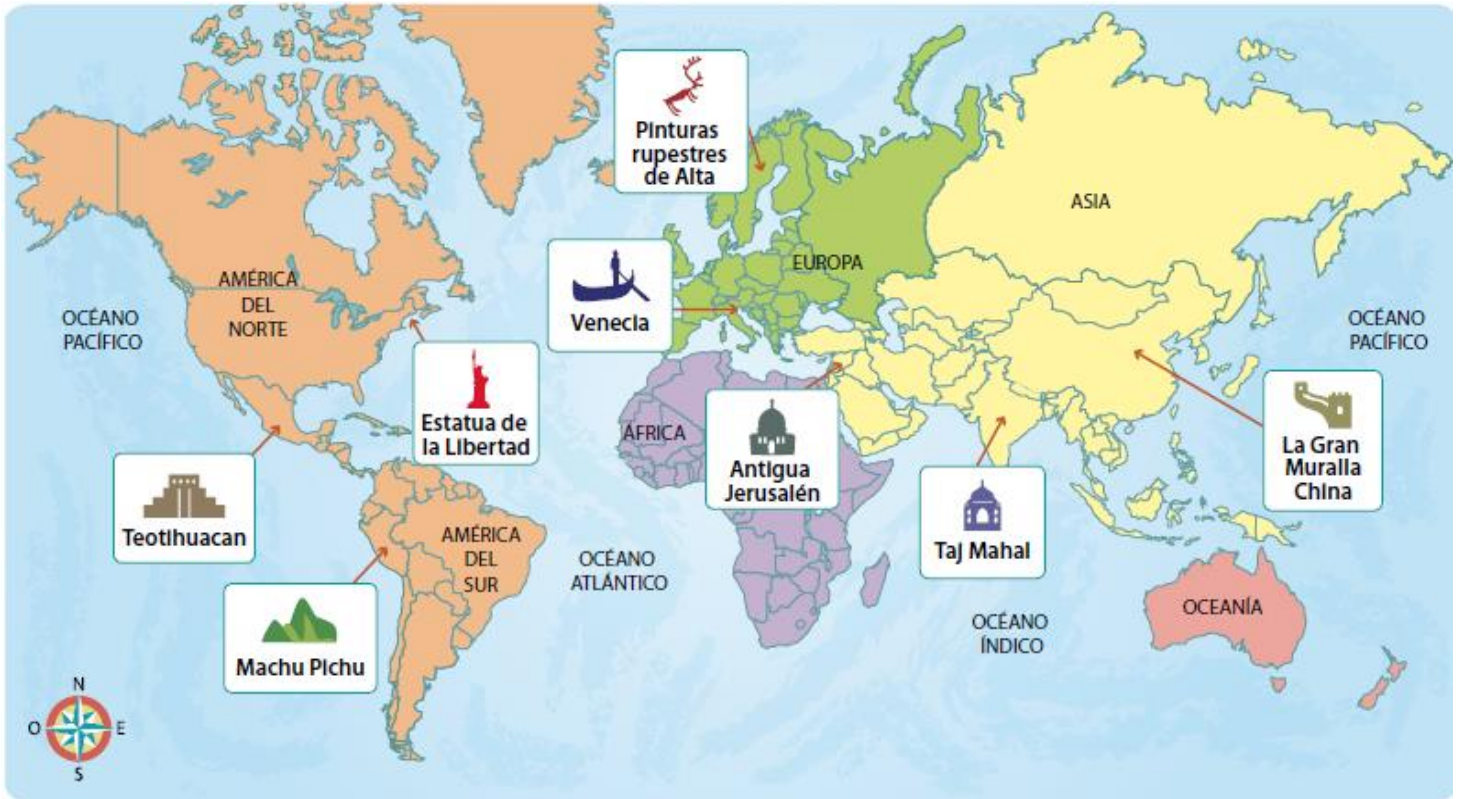 Pinturas
rupestres
de Alta
ASIA
EUROPA
AMÉRICA
DEL
NORTE
OCÉANO
PACÍFICO
Venecia
OCÉANO
PACÍFICO
Estatua de
la Libertad
ÁFRICA
Antigua
Jerusalén
La Gran
Muralla
China
Teotihuacan
Taj Mahal
AMÉRICA
DEL
SUR
OCÉANO
ATLÁNTICO
Machu Pichu
OCÉANO
ÍNDICO
OCEANÍA
N
O E
S